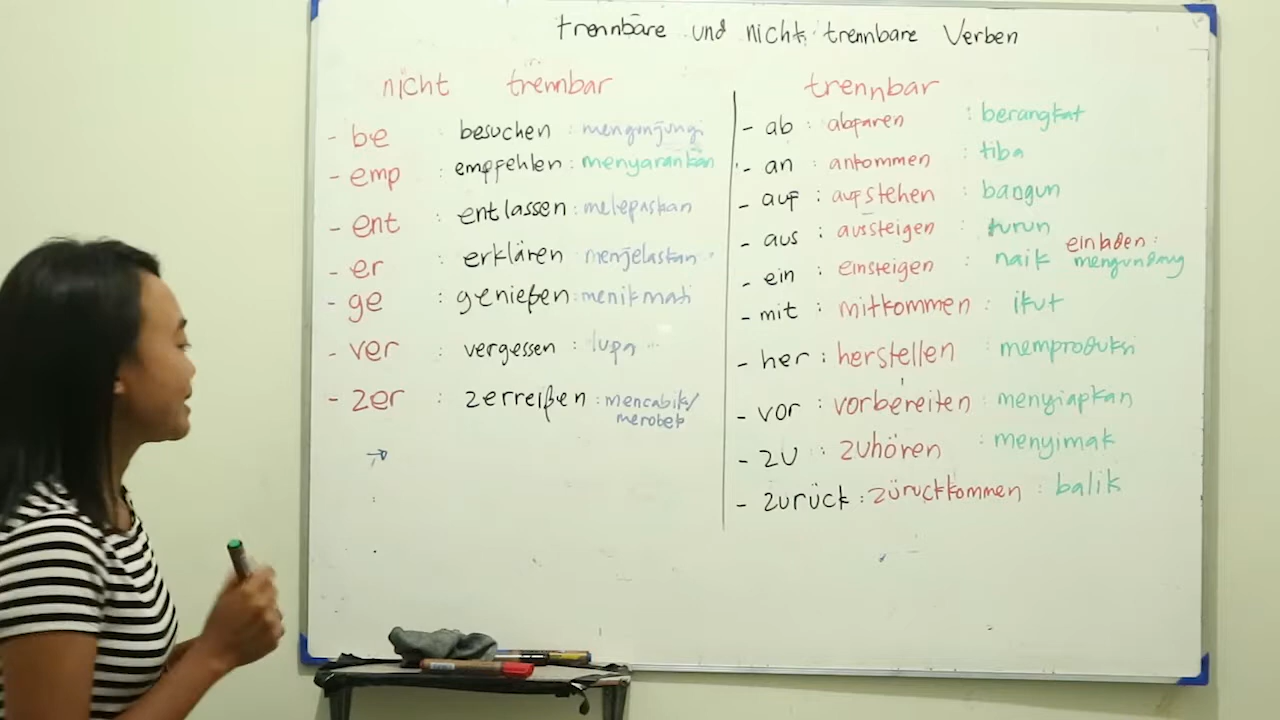 trennbare und nicht trennbare Verben
nicht trennbar
- be : besuchen : mengunjungi
- emp : empfehlen : menyarankan
- ent : entlassen : melepaskan
- er : erklären : menjelaskan
- ge : genießen : menikmati
- ver : vergessen : lupa
- zer : zerreißen : mencabik/
merobek
trennbar
- ab : abfaren : berangkat
- an : ankommen : tiba
- auf : aufstehen : bangun
- aus : aussteigen : turun
- ein : einsteigen : naik
einladen :
mengundang
- mit : mitkommen : ikut
- her : herstellen : memproduksi
- vor : vorbereiten : menyiapkan
- zu : zuhören : menyimak
- zurück : züruckkommen : balik